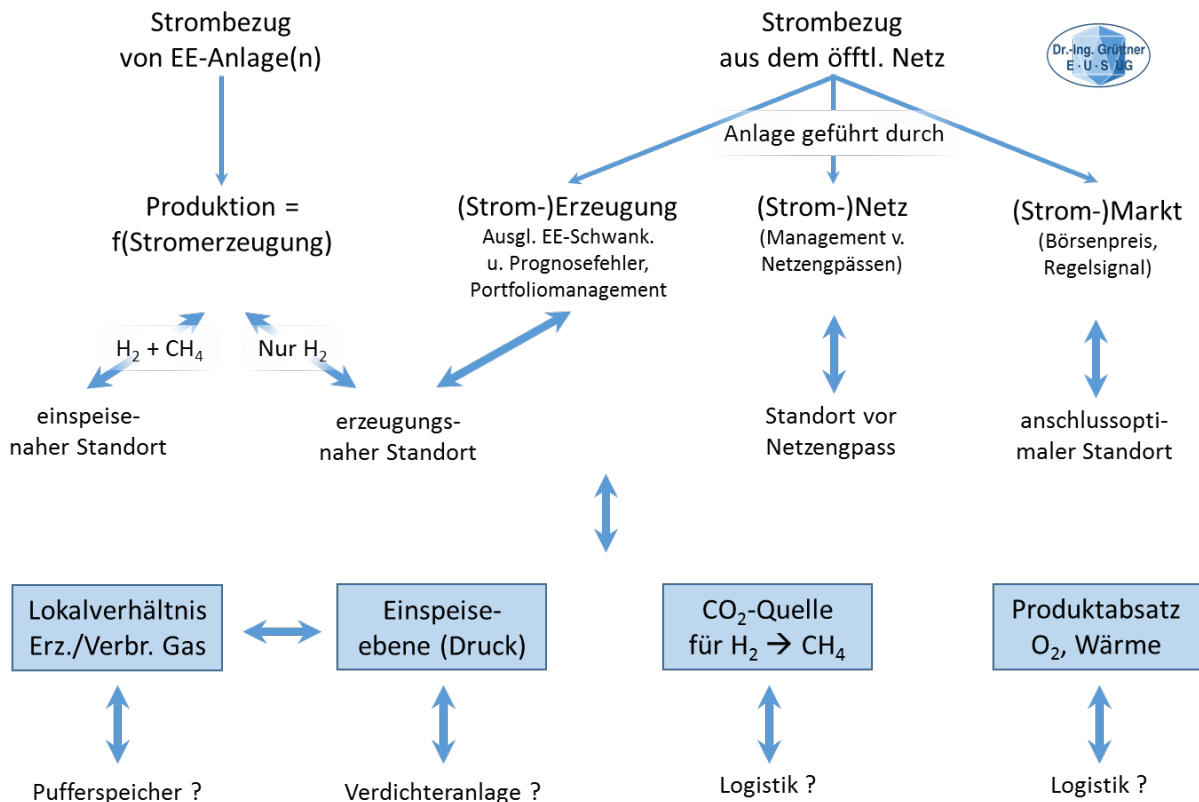 Strombezug
von EE-Anlage(n)
Strombezug
aus dem öfftl. Netz
Dr.-Ing. Grüttner
E · U · S UG
Anlage geführt durch
Produktion =
f(Stromerzeugung)
(Strom-)Erzeugung
Ausgl. EE-Schwank.
u. Prognosefehler,
Portfoliomanagement
(Strom-)Netz
(Management v.
Netzengpässen)
(Strom-)Markt
(Börsenpreis,
Regelsignal)
H₂ + CH₄
Nur H₂
einspeise-
naher Standort
erzeugungs-
naher Standort
Standort vor
Netzengpass
anschlussopti-
maler Standort
Lokalverhältnis
Erz./Verbr. Gas
Einspeise-
ebene (Druck)
CO₂-Quelle
für H₂ → CH₄
Produktabsatz
O₂, Wärme
Pufferspeicher ?
Verdichteranlage ?
Logistik ?
Logistik ?